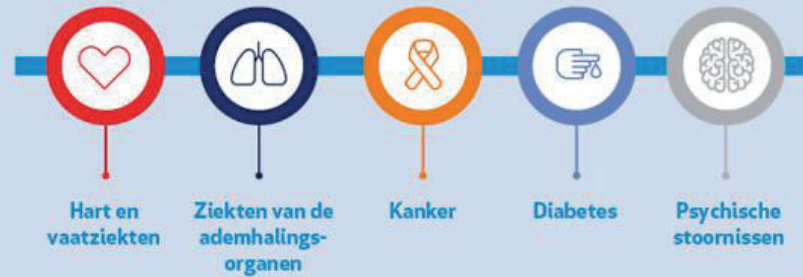 Hart en
vaatziekten
Ziekten van de
ademhalings-
organen
Kanker
Diabetes
Psychische
stoornissen